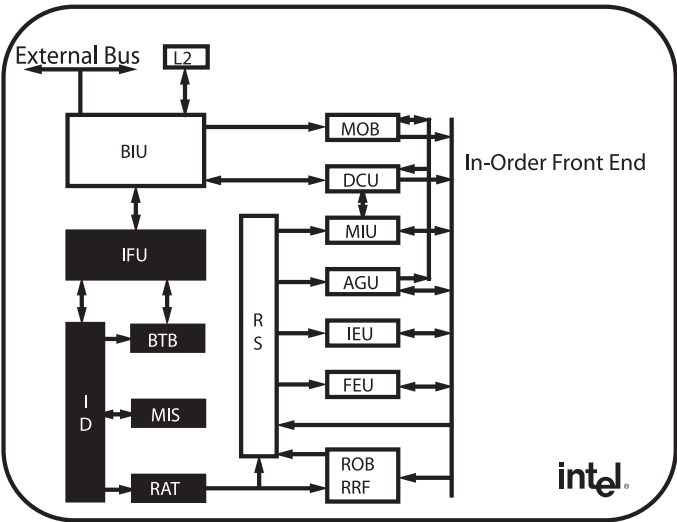 External Bus
L2
BIU
MOB
In-Order Front End
DCU
MIU
IFU
AGU
R
S
IEU
BTB
FEU
I
D
MIS
ROB
RRF
RAT
intel®